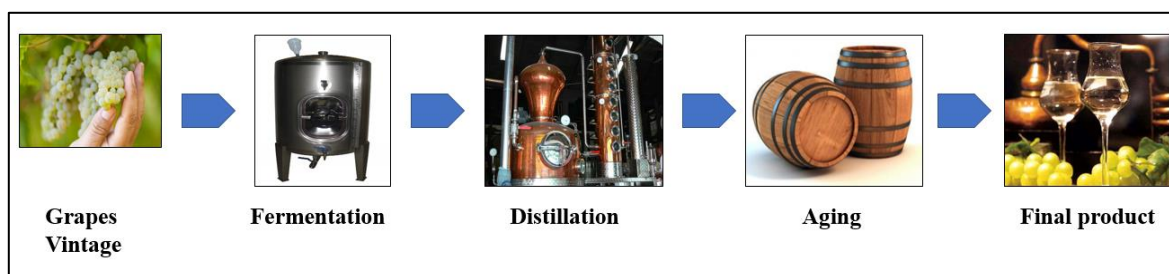 Grapes
Vintage
Fermentation
Distillation
Aging
Final product